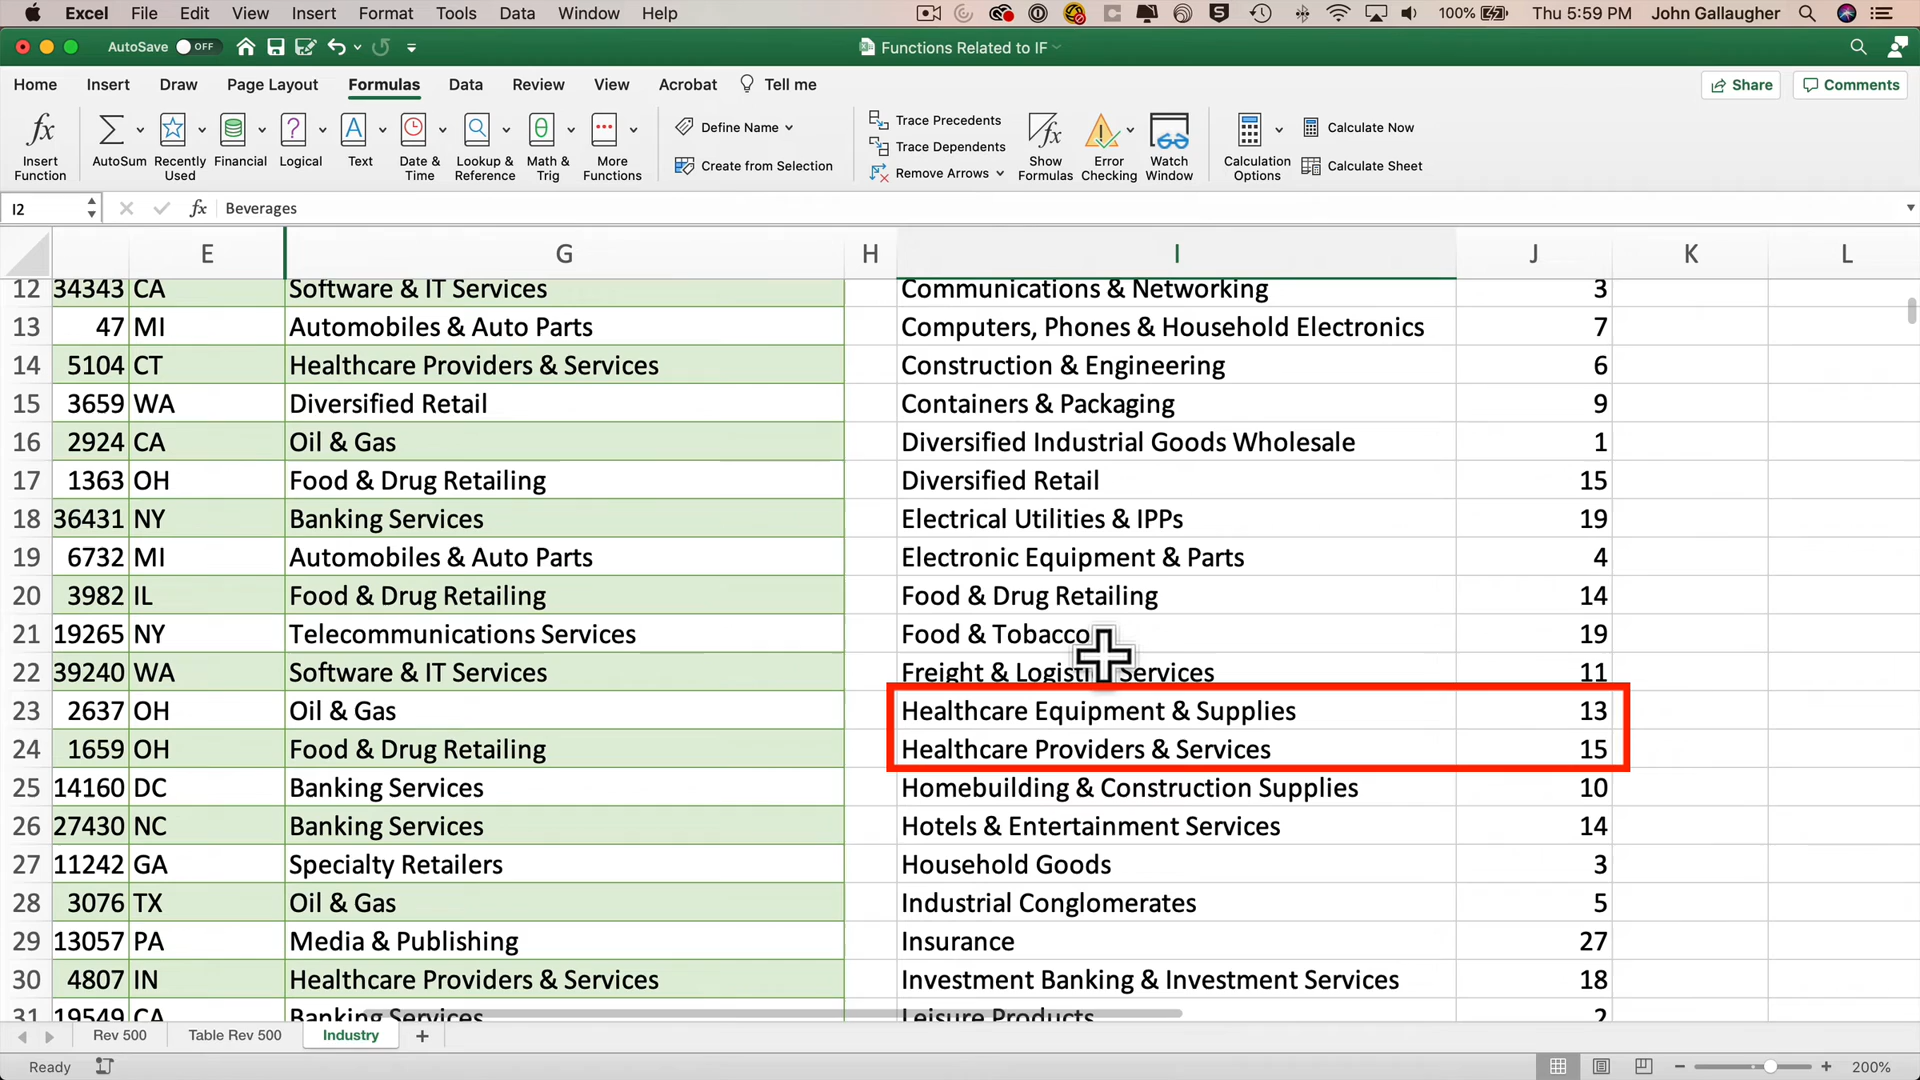 Excel File Edit View Insert Format Tools Data Window Help 100% Thu 5:59 PM John Gallaugher
AutoSave OFF Functions Related to IF
Home Insert Draw Page Layout Formulas Data Review View Acrobat Tell me Share Comments
Insert Function
AutoSum
Recently Used
Financial
Logical
Text
Date & Time
Lookup & Reference
Math & Trig
More Functions
Define Name
Create from Selection
Trace Precedents
Trace Dependents
Remove Arrows
Show Formulas
Error Checking
Watch Window
Calculation Options
Calculate Now
Calculate Sheet
I2 fx Beverages
E G H I J K L
12 34343 CA Software & IT Services Communications & Networking 3
13 47 MI Automobiles & Auto Parts Computers, Phones & Household Electronics 7
14 5104 CT Healthcare Providers & Services Construction & Engineering 6
15 3659 WA Diversified Retail Containers & Packaging 9
16 2924 CA Oil & Gas Diversified Industrial Goods Wholesale 1
17 1363 OH Food & Drug Retailing Diversified Retail 15
18 36431 NY Banking Services Electrical Utilities & IPPs 19
19 6732 MI Automobiles & Auto Parts Electronic Equipment & Parts 4
20 3982 IL Food & Drug Retailing Food & Drug Retailing 14
21 19265 NY Telecommunications Services Food & Tobacco 19
22 39240 WA Software & IT Services Freight & Logistic Services 11
23 2637 OH Oil & Gas Healthcare Equipment & Supplies 13
24 1659 OH Food & Drug Retailing Healthcare Providers & Services 15
25 14160 DC Banking Services Homebuilding & Construction Supplies 10
26 27430 NC Banking Services Hotels & Entertainment Services 14
27 11242 GA Specialty Retailers Household Goods 3
28 3076 TX Oil & Gas Industrial Conglomerates 5
29 13057 PA Media & Publishing Insurance 27
30 4807 IN Healthcare Providers & Services Investment Banking & Investment Services 18
31 19549 CA Banking Services Leisure Products 2
Rev 500 Table Rev 500 Industry +
Ready 200%